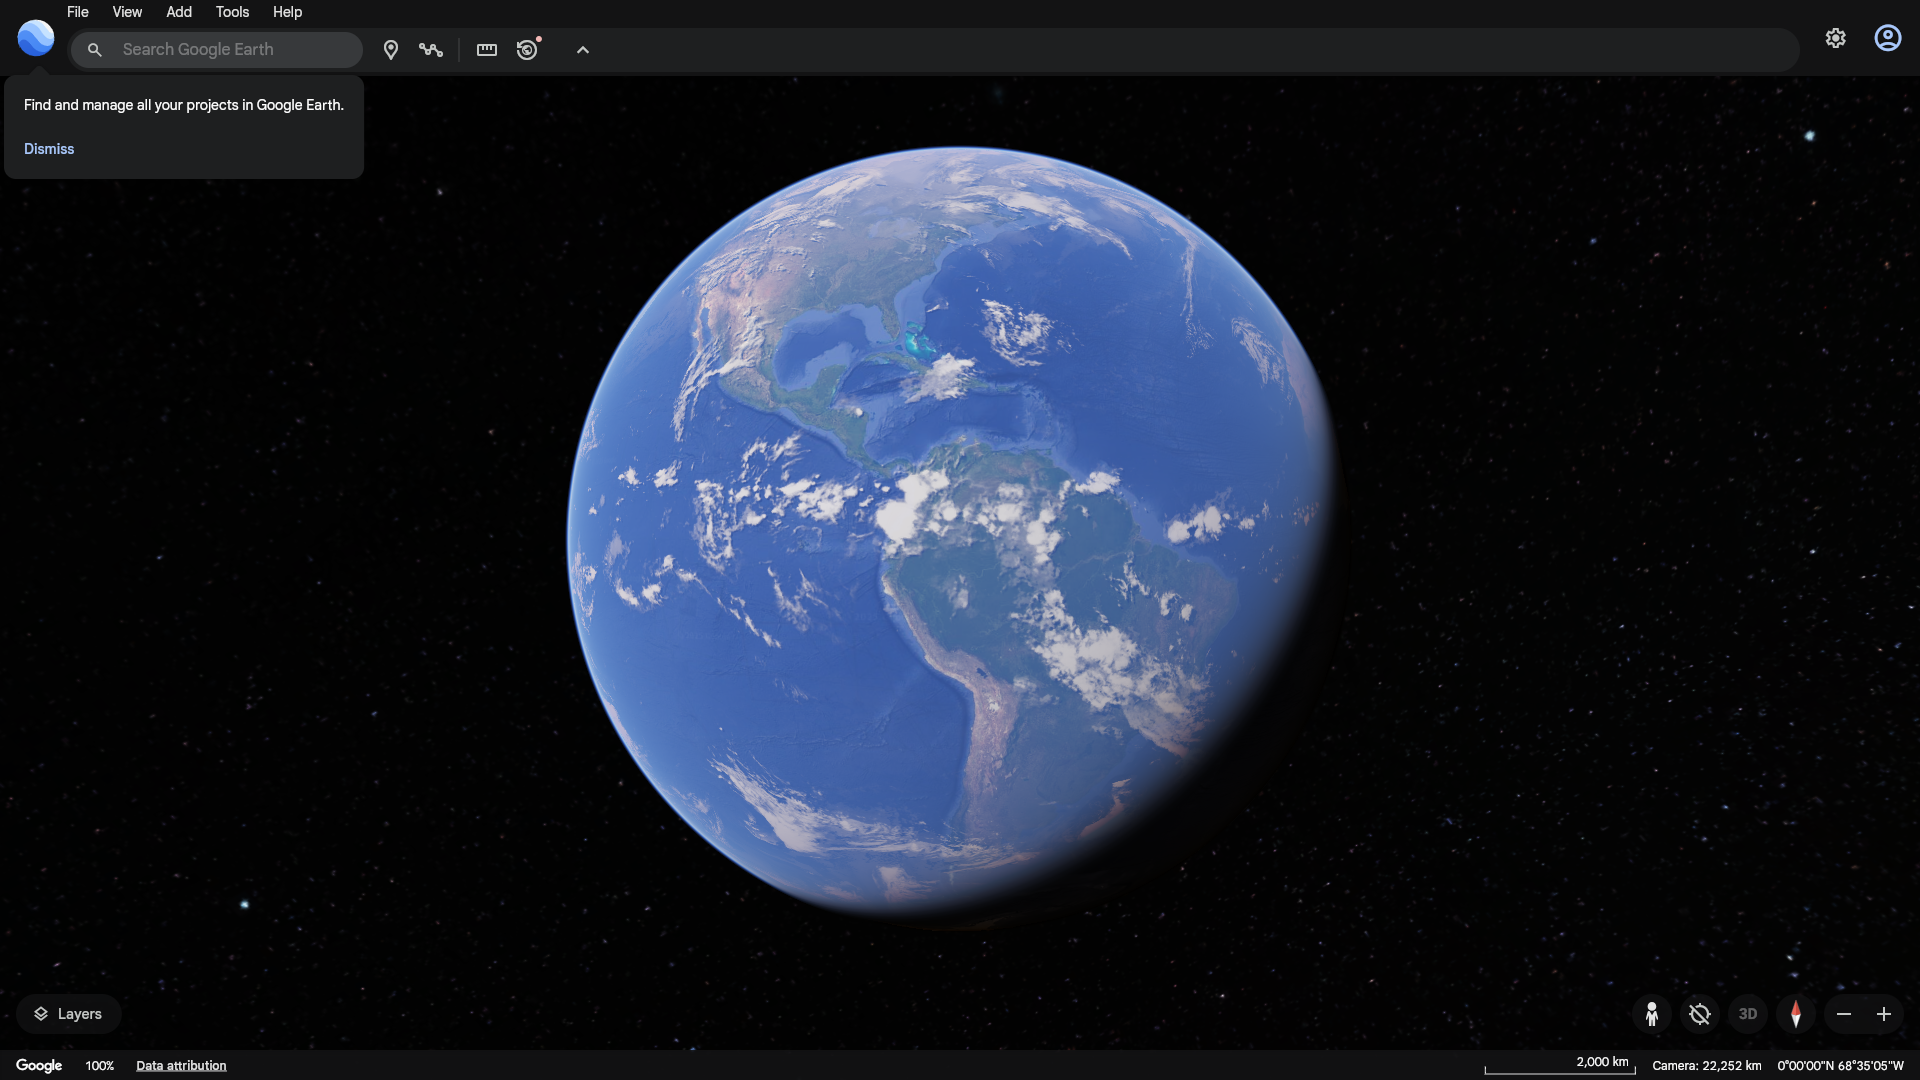 File View Add Tools Help
Search Google Earth
Find and manage all your projects in Google Earth.
Dismiss
Layers
3D
Google 100% Data attribution 2,000 km Camera: 22,252 km 0°00'00"N 68°35'05"W